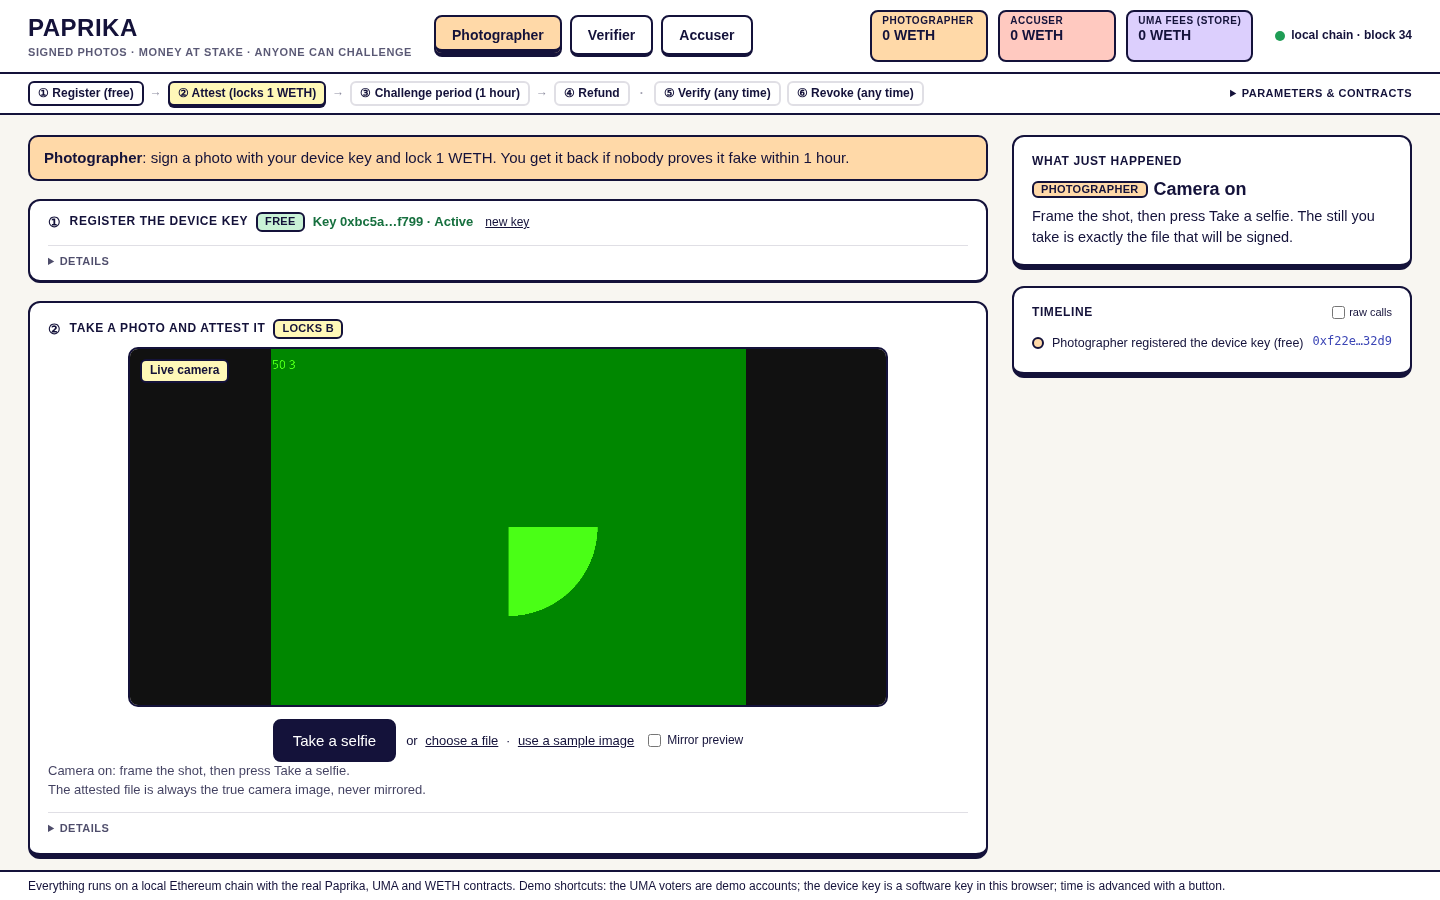 PAPRIKA
SIGNED PHOTOS · MONEY AT STAKE · ANYONE CAN CHALLENGE
Photographer
Verifier
Accuser
PHOTOGRAPHER
0 WETH
ACCUSER
0 WETH
UMA FEES (STORE)
0 WETH
local chain · block 34
① Register (free) → ② Attest (locks 1 WETH) → ③ Challenge period (1 hour) → ④ Refund · ⑤ Verify (any time) ⑥ Revoke (any time)
▶ PARAMETERS & CONTRACTS
Photographer: sign a photo with your device key and lock 1 WETH. You get it back if nobody proves it fake within 1 hour.
① REGISTER THE DEVICE KEY FREE Key 0xbc5a…f799 · Active new key
▶ DETAILS
② TAKE A PHOTO AND ATTEST IT LOCKS B
Live camera
50 3
Take a selfie or choose a file · use a sample image Mirror preview
Camera on: frame the shot, then press Take a selfie.
The attested file is always the true camera image, never mirrored.
▶ DETAILS
WHAT JUST HAPPENED
PHOTOGRAPHER Camera on
Frame the shot, then press Take a selfie. The still you
take is exactly the file that will be signed.
TIMELINE
raw calls
Photographer registered the device key (free) 0xf22e…32d9
Everything runs on a local Ethereum chain with the real Paprika, UMA and WETH contracts. Demo shortcuts: the UMA voters are demo accounts; the device key is a software key in this browser; time is advanced with a button.